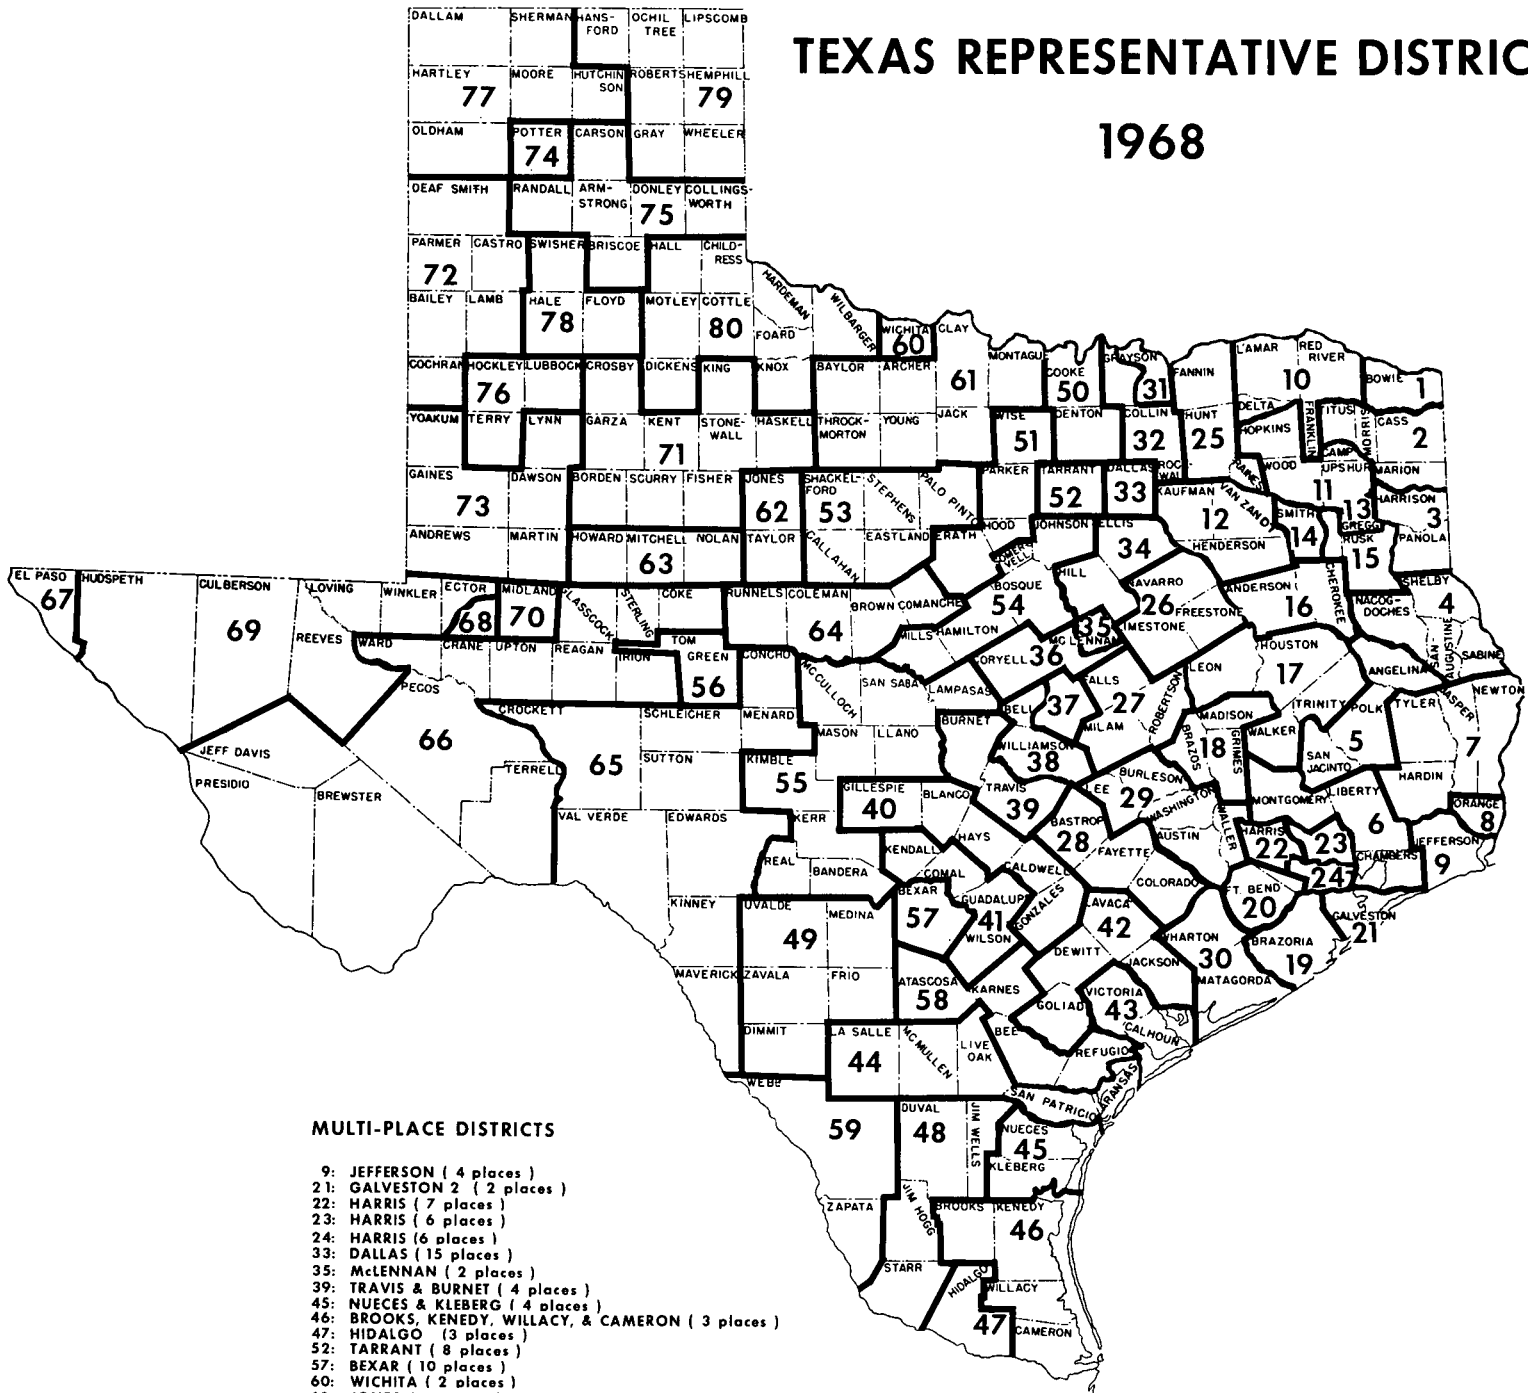 TEXAS REPRESENTATIVE DISTRIC
1968
DALLAM SHERMAN HANS-FORD OCHIL TREE LIPSCOMB
HARTLEY MOORE HUTCHIN SON ROBERTS HEMPHILL
77 79
OLDHAM POTTER CARSON GRAY WHEELER
74
DEAF SMITH RANDALL ARM-STRONG DONLEY COLLINGS-WORTH
75
PARMER CASTRO SWISHER BRISCOE HALL CHILD-RESS
72
HARDEMAN WILBARGER
BAILEY LAMB HALE FLOYD MOTLEY COTTLE FOARD WICHITA CLAY
78 80 60
COCHRAN HOCKLEY LUBBOCK CROSBY DICKENS KING KNOX BAYLOR ARCHER MONTAGUE COOKE GRAYSON FANNIN LAMAR RED RIVER BOWIE
76 61 50 31 10 1
YOAKUM TERRY LYNN GARZA KENT STONE-WALL HASKELL THROCK-MORTON YOUNG JACK WISE DENTON COLLIN HUNT DELTA HOPKINS FRANKLIN TITUS MORRIS CASS
71 51 32 25 2
GAINES DAWSON BORDEN SCURRY FISHER JONES SHACKEL-FORD STEPHENS PALO PINTO PARKER TARRANT DALLAS ROCK WALL KAUFMAN VAN ZANDT RAINES WOOD CAMP UPSHUR MARION HARRISON
73 62 53 52 33 12 11 13 3
ANDREWS MARTIN HOWARD MITCHELL NOLAN TAYLOR CALLAHAN EASTLAND ERATH HOOD JOHNSON ELLIS HENDERSON SMITH GREGG RUSK PANOLA
63 34 14 15
EL PASO HUDSPETH CULBERSON LOVING WINKLER ECTOR MIDLAND GLASSCOCK STERLING COKE RUNNELS COLEMAN BROWN COMANCHE SOMERVELL BOSQUE HILL NAVARRO FREESTONE ANDERSON CHEROKEE NACOG-DOCHES SHELBY
67 69 68 70 64 54 26 16 4
REEVES WARD CRANE UPTON REAGAN IRION TOM GREEN CONCHO McCULLOCH MILLS HAMILTON CORYELL MC LENNAN LIMESTONE LEON HOUSTON ANGELINA SAN AUGUSTINE SABINE
56 35 36 17
PECOS CROCKETT SCHLEICHER MENARD SAN SABA LAMPASAS BELL FALLS ROBERTSON MADISON TRINITY POLK TYLER JASPER NEWTON
66 37 27
JEFF DAVIS TERRELL SUTTON KIMBLE MASON LLANO BURNET WILLIAMSON MILAM BRAZOS GRIMES WALKER SAN JACINTO HARDIN
65 55 38 18 5 7
PRESIDIO BREWSTER VAL VERDE EDWARDS KERR GILLESPIE BLANCO TRAVIS LEE BURLESON WASHINGTON MONTGOMERY LIBERTY ORANGE
40 39 29 6 8
REAL BANDERA KENDALL HAYS COMAL CALDWELL BASTROP FAYETTE AUSTIN WALLER HARRIS CHAMBERS JEFFERSON
28 22 23 24 9
KINNEY UVALDE MEDINA BEXAR GUADALUP GONZALES LAVACA COLORADO FT. BEND GALVESTON
49 57 41 42 20 21
MAVERICK ZAVALA FRIO ATASCOSA WILSON KARNES DEWITT JACKSON WHARTON MATAGORDA BRAZORIA
58 30 19
DIMMIT LA SALLE MC MULLEN LIVE OAK BEE GOLIAD VICTORIA CALHOUN REFUGIO
44 43
WEBB DUVAL JIM WELLS SAN PATRICIO ARANSAS NUECES KLEBERG
59 48 45
ZAPATA JIM HOGG BROOKS KENEDY
46
STARR HIDALGO WILLACY CAMERON
47
MULTI-PLACE DISTRICTS
9: JEFFERSON ( 4 places )
21: GALVESTON 2 ( 2 places )
22: HARRIS ( 7 places )
23: HARRIS ( 6 places )
24: HARRIS (6 places )
33: DALLAS ( 15 places )
35: McLENNAN ( 2 places )
39: TRAVIS & BURNET ( 4 places )
45: NUECES & KLEBERG ( 4 places )
46: BROOKS, KENEDY, WILLACY, & CAMERON ( 3 places )
47: HIDALGO (3 places )
52: TARRANT ( 8 places )
57: BEXAR ( 10 places )
60: WICHITA ( 2 places )